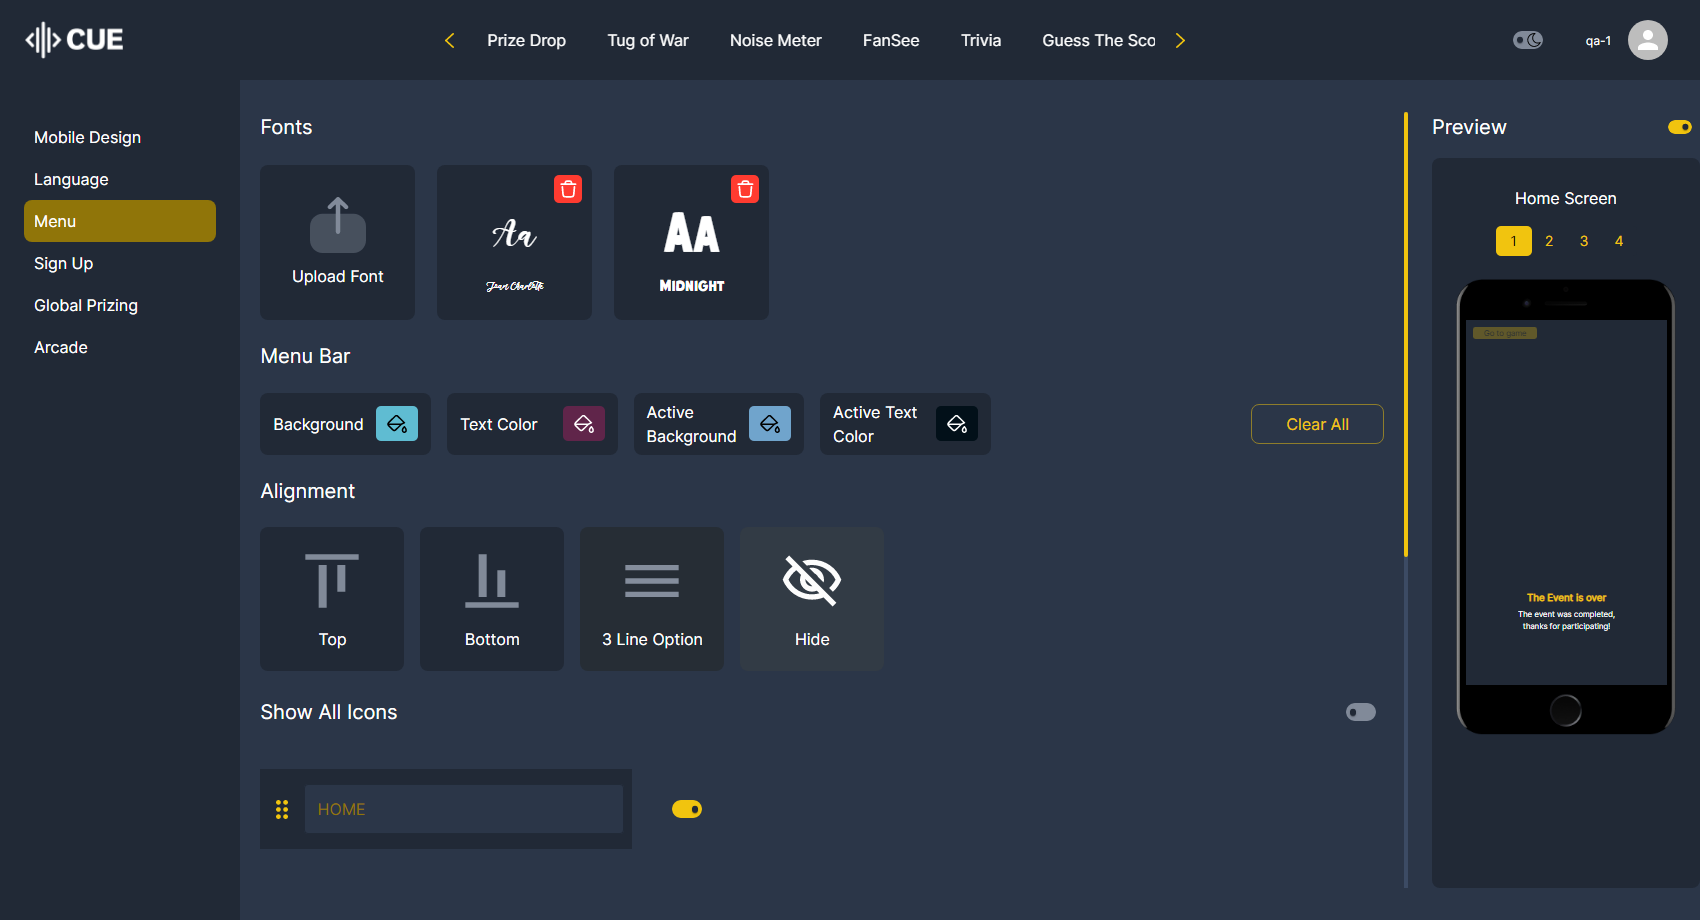 CUE
Prize Drop
Tug of War
Noise Meter
FanSee
Trivia
Guess The Sco
qa-1
Mobile Design
Language
Menu
Sign Up
Global Prizing
Arcade
Fonts
Upload Font
Aa
Jean Charlotte
AA
MIDNIGHT
Menu Bar
Background
Text Color
Active
Background
Active Text
Color
Clear All
Alignment
Top
Bottom
3 Line Option
Hide
Show All Icons
HOME
Preview
Home Screen
1 2 3 4
Go to game
The Event is over
The event was completed,
thanks for participating!